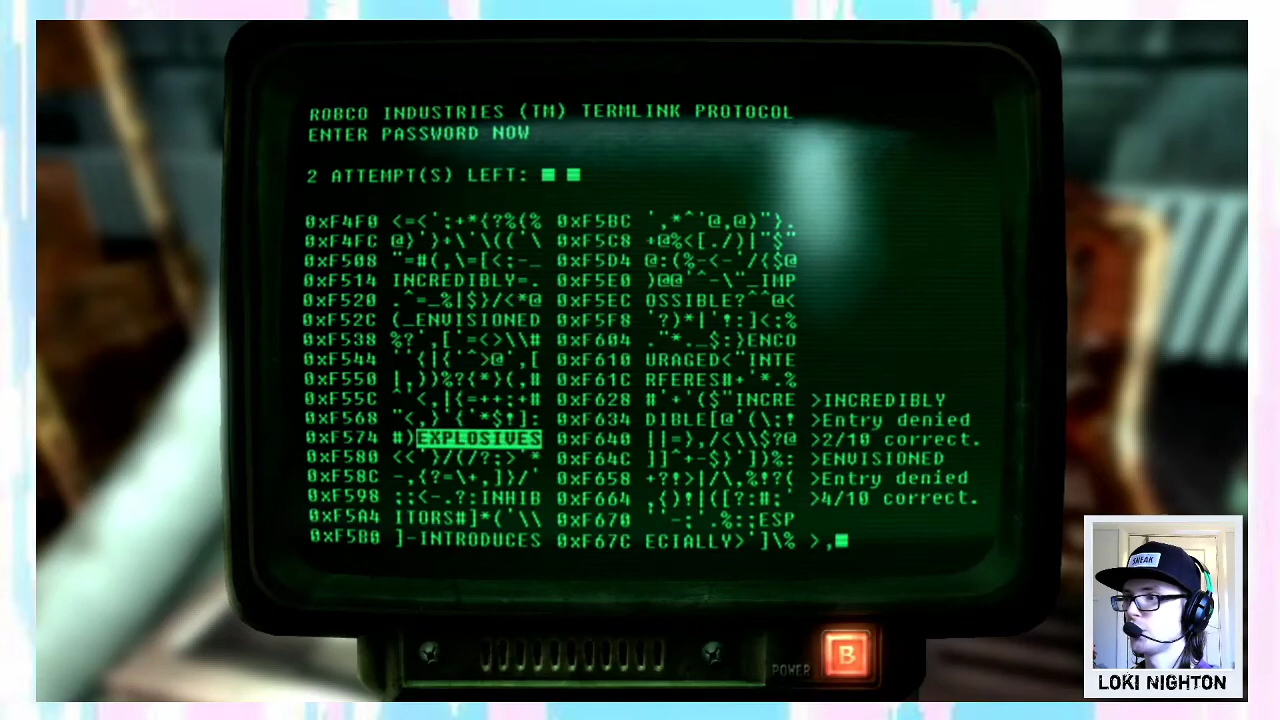 ROBCO INDUSTRIES (TM) TERMLINK PROTOCOL
ENTER PASSWORD NOW
2 ATTEMPT(S) LEFT: ■ ■
0xF4F0 <=<';+*{?%(% 0xF5BC ',*^'@,@)"}.
0xF4FC @}'}+\'\(('\ 0xF5C8 +@%<[./)|"$"
0xF508 "=#(,\=[<;-_ 0xF5D4 @:(%-<-'/{$@
0xF514 INCREDIBLY=. 0xF5E0 )@@'^-\"_IMP
0xF520 .^=_%|$}/<*@ 0xF5EC OSSIBLE?^^@<
0xF52C (_ENVISIONED 0xF5F8 '?)*|'!:]<;%
0xF538 %?',['=<>\\# 0xF604 ."*._$:}ENCO
0xF544 ''{|{'^>@',[ 0xF610 URAGED<"INTE
0xF550 |,))%?{*}(,# 0xF61C RFERES#+'*.%
0xF55C ^'<,|{=++;+# 0xF628 #'+'($"INCRE >INCREDIBLY
0xF568 "<,}'{'*$!]: 0xF634 DIBLE[@'(\;! >Entry denied
0xF574 #)EXPLOSIVES 0xF640 ||=},/<\\$?@ >2/10 correct.
0xF580 <<'}/(/?;>'* 0xF64C ]]^+-$}'])%: >ENVISIONED
0xF58C -,{?=\+,]}/' 0xF658 +?!>|/\,%!?( >Entry denied
0xF598 ;:<-.?:INHIB 0xF664 ,{)!|([?:#;' >4/10 correct.
0xF5A4 ITORS#]*('\\ 0xF670 ''-;'.%:;ESP
0xF5B0 ]-INTRODUCES 0xF67C ECIALLY>']\% >,■
POWER
B
SNEAK
LOKI NIGHTON